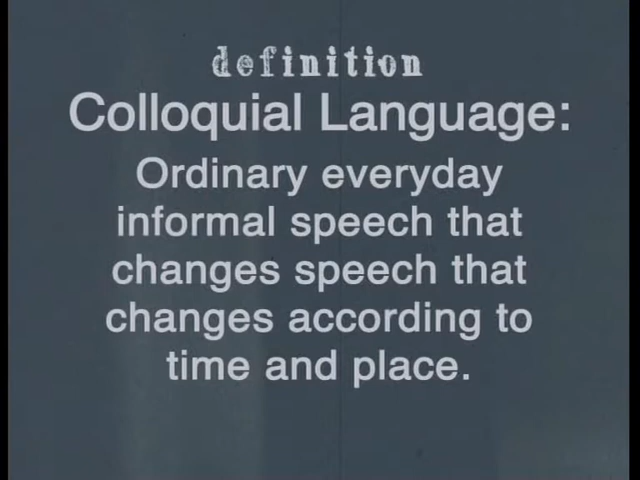 definition
Colloquial Language:
Ordinary everyday
informal speech that
changes speech that
changes according to
time and place.